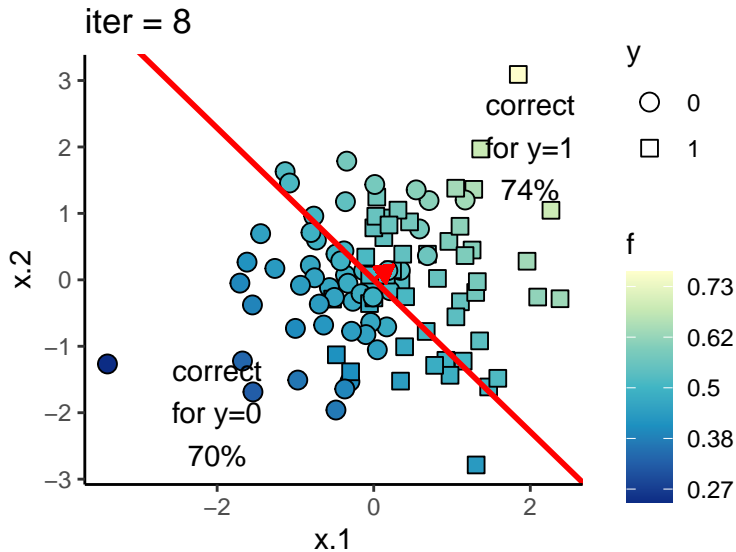 iter = 8
y
0
1
correct
for y=1
74%
correct
for y=0
70%
3
2
1
0
−1
−2
−3
x.2
−2
0
2
x.1
f
0.73
0.62
0.5
0.38
0.27